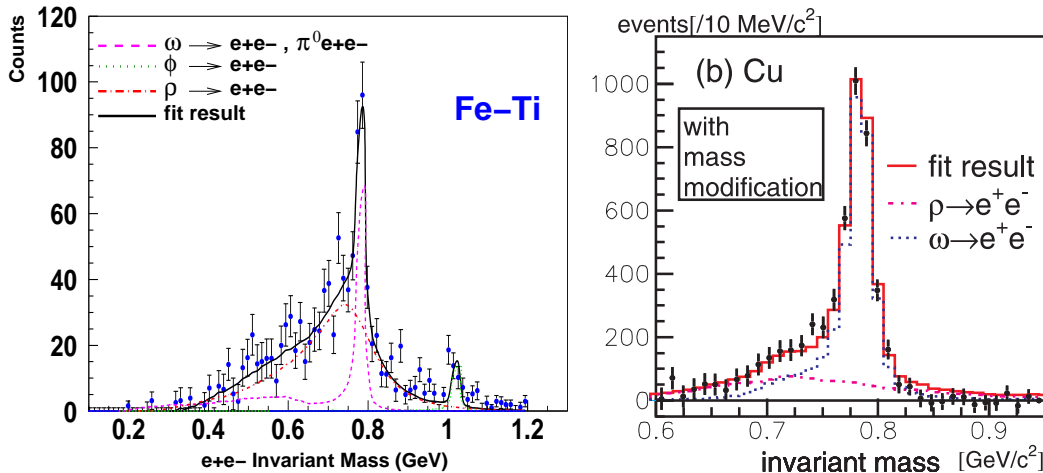 Counts
120
100
80
60
40
20
0
ω → e+e− , π⁰e+e−
ϕ → e+e−
ρ → e+e−
fit result
Fe−Ti
0.2 0.4 0.6 0.8 1 1.2
e+e− Invariant Mass (GeV)
events[/10 MeV/c²]
1000
800
600
400
200
0
(b) Cu
with
mass
modification
fit result
ρ→e⁺e⁻
ω→e⁺e⁻
0.6 0.7 0.8 0.9
invariant mass [GeV/c²]